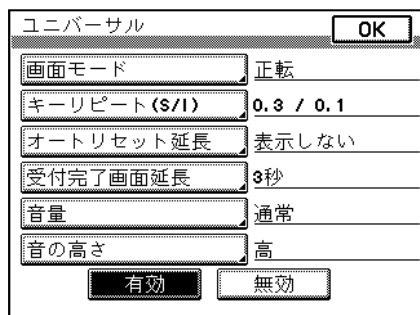 ユニバーサル OK
画面モード 正転
キーリピート(S/I) 0.3 / 0.1
オートリセット延長 表示しない
受付完了画面延長 3秒
音量 通常
音の高さ 高
有効 無効